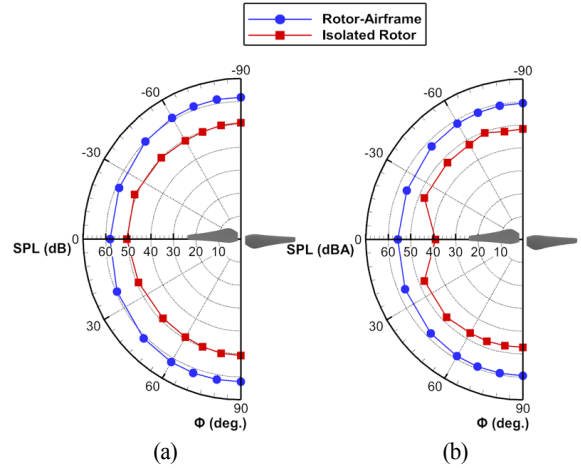 Rotor-Airframe
Isolated Rotor
-90 -90
-60 -60
-30 -30
0 60 50 40 30 20 10 0 60 50 40 30 20 10
SPL (dB) SPL (dBA)
30 30
60 60
90 90
Φ (deg.) Φ (deg.)
(a) (b)